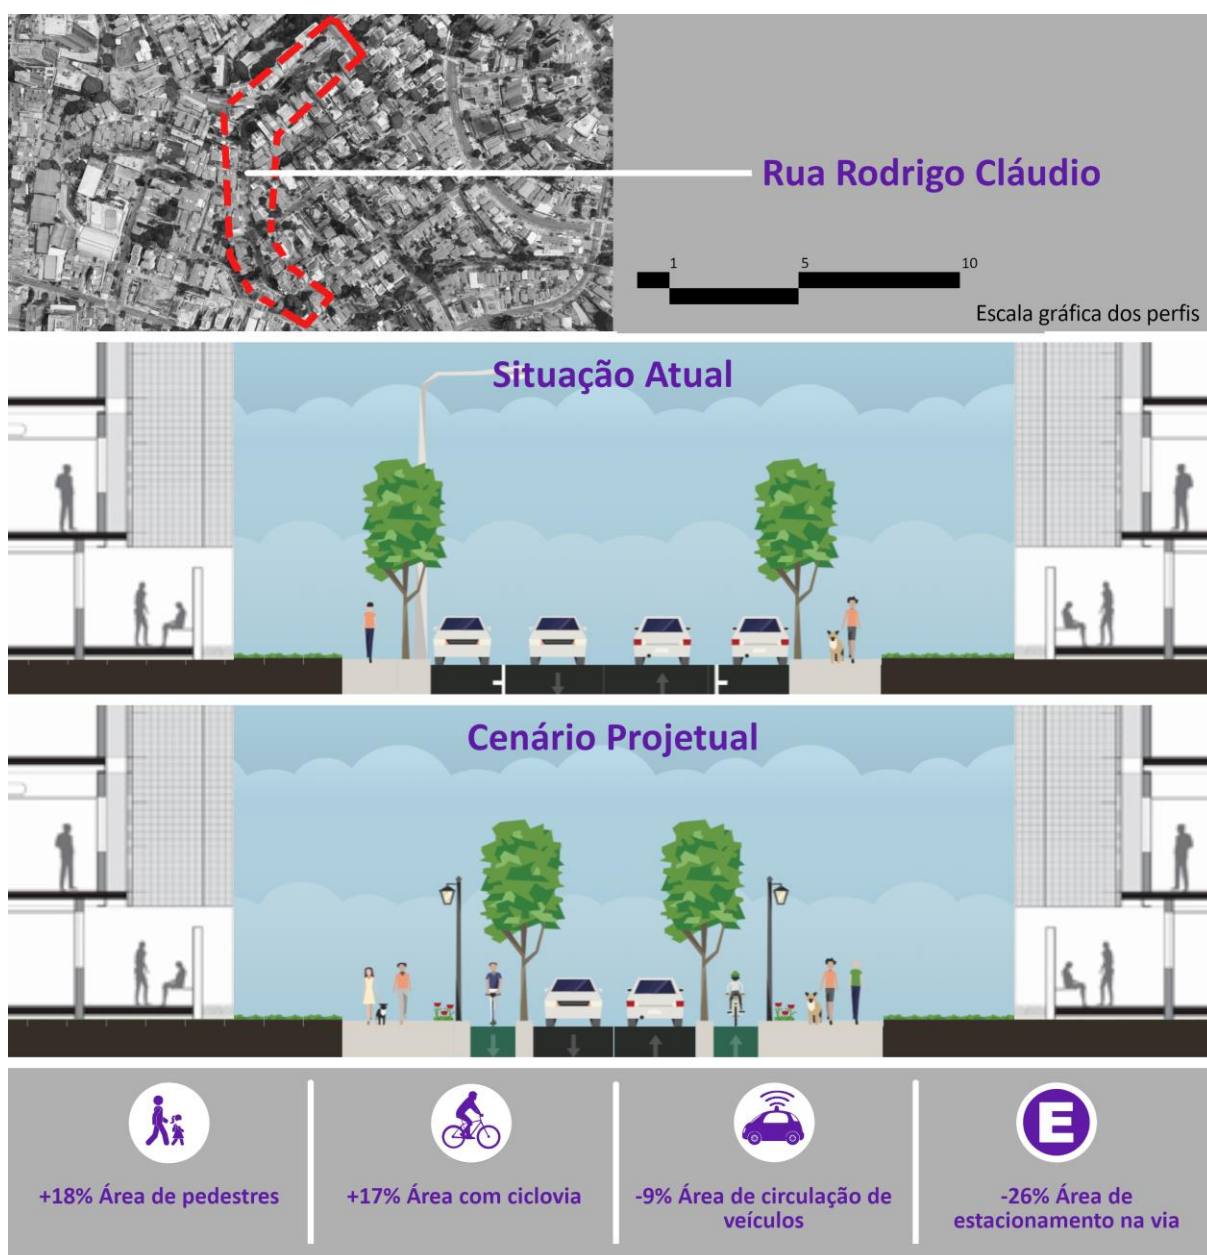 Rua Rodrigo Cláudio
1 5 10
Escala gráfica dos perfis
Situação Atual
Cenário Projetual
E
+18% Área de pedestres
+17% Área com ciclovia
-9% Área de circulação de
veículos
-26% Área de
estacionamento na via